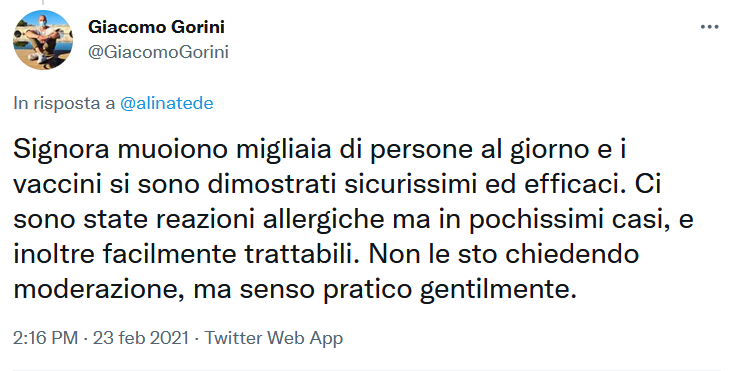 Giacomo Gorini
@GiacomoGorini
In risposta a @alinatede
Signora muoiono migliaia di persone al giorno e i
vaccini si sono dimostrati sicurissimi ed efficaci. Ci
sono state reazioni allergiche ma in pochissimi casi, e
inoltre facilmente trattabili. Non le sto chiedendo
moderazione, ma senso pratico gentilmente.
2:16 PM · 23 feb 2021 · Twitter Web App